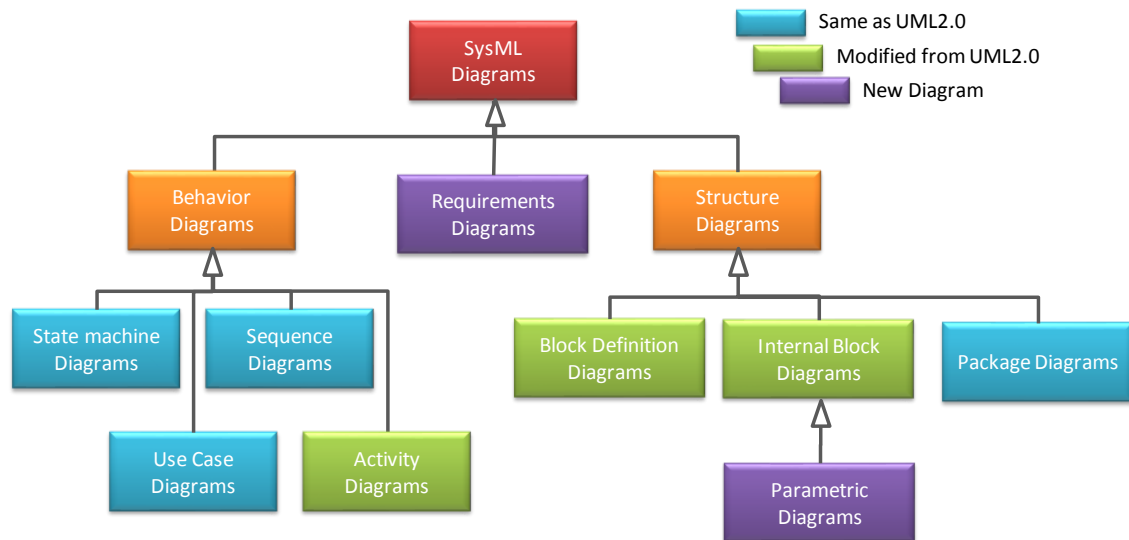 SysML
Diagrams
Same as UML2.0
Modified from UML2.0
New Diagram
Behavior
Diagrams
Requirements
Diagrams
Structure
Diagrams
State machine
Diagrams
Sequence
Diagrams
Block Definition
Diagrams
Internal Block
Diagrams
Package Diagrams
Use Case
Diagrams
Activity
Diagrams
Parametric
Diagrams